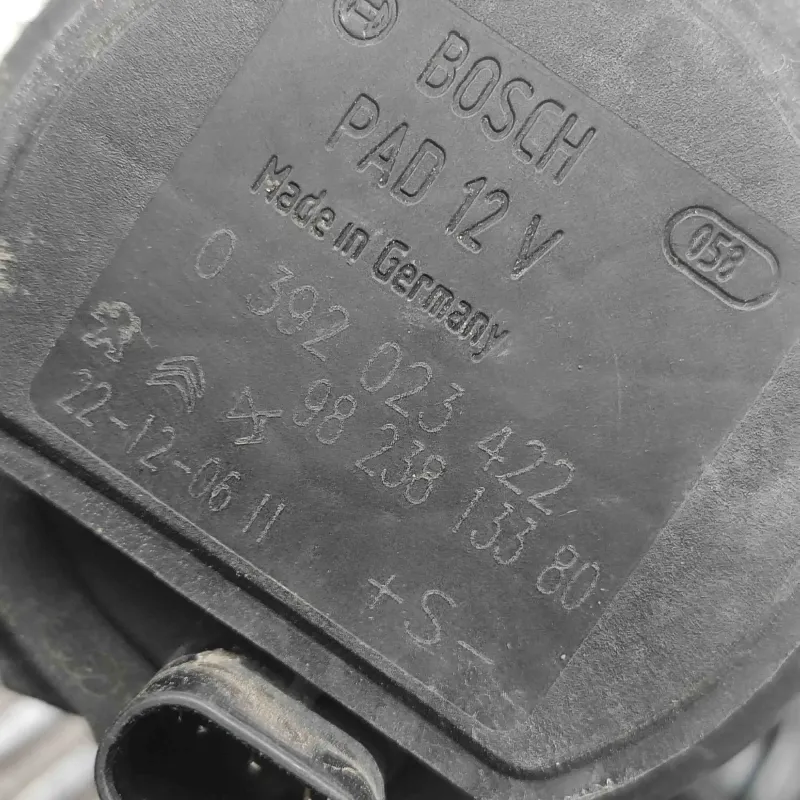 BOSCH
PAD 12 V
Made in Germany
058
0 392 023 422
98 238 133 80
22-12-06 11
+ S -